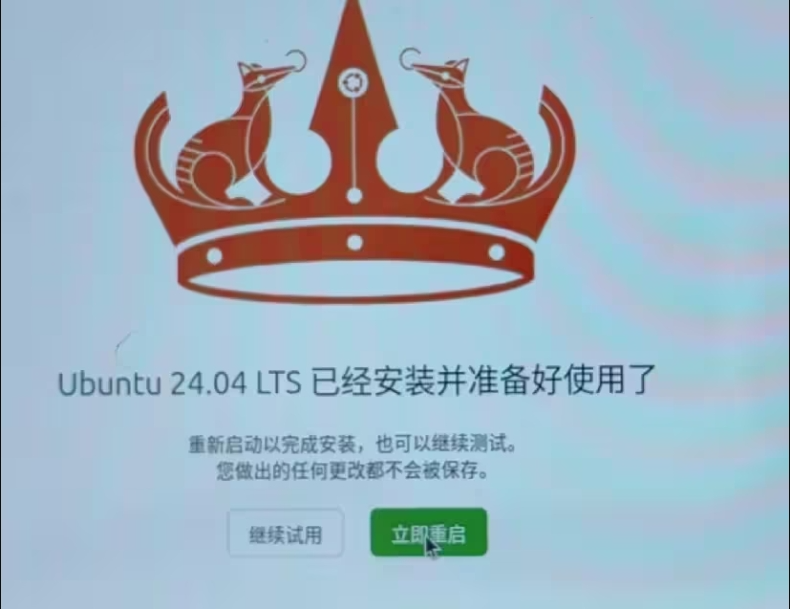 Ubuntu 24.04 LTS 已经安装并准备好使用了
重新启动以完成安装，也可以继续测试。
您做出的任何更改都不会被保存。
继续试用
立即重启